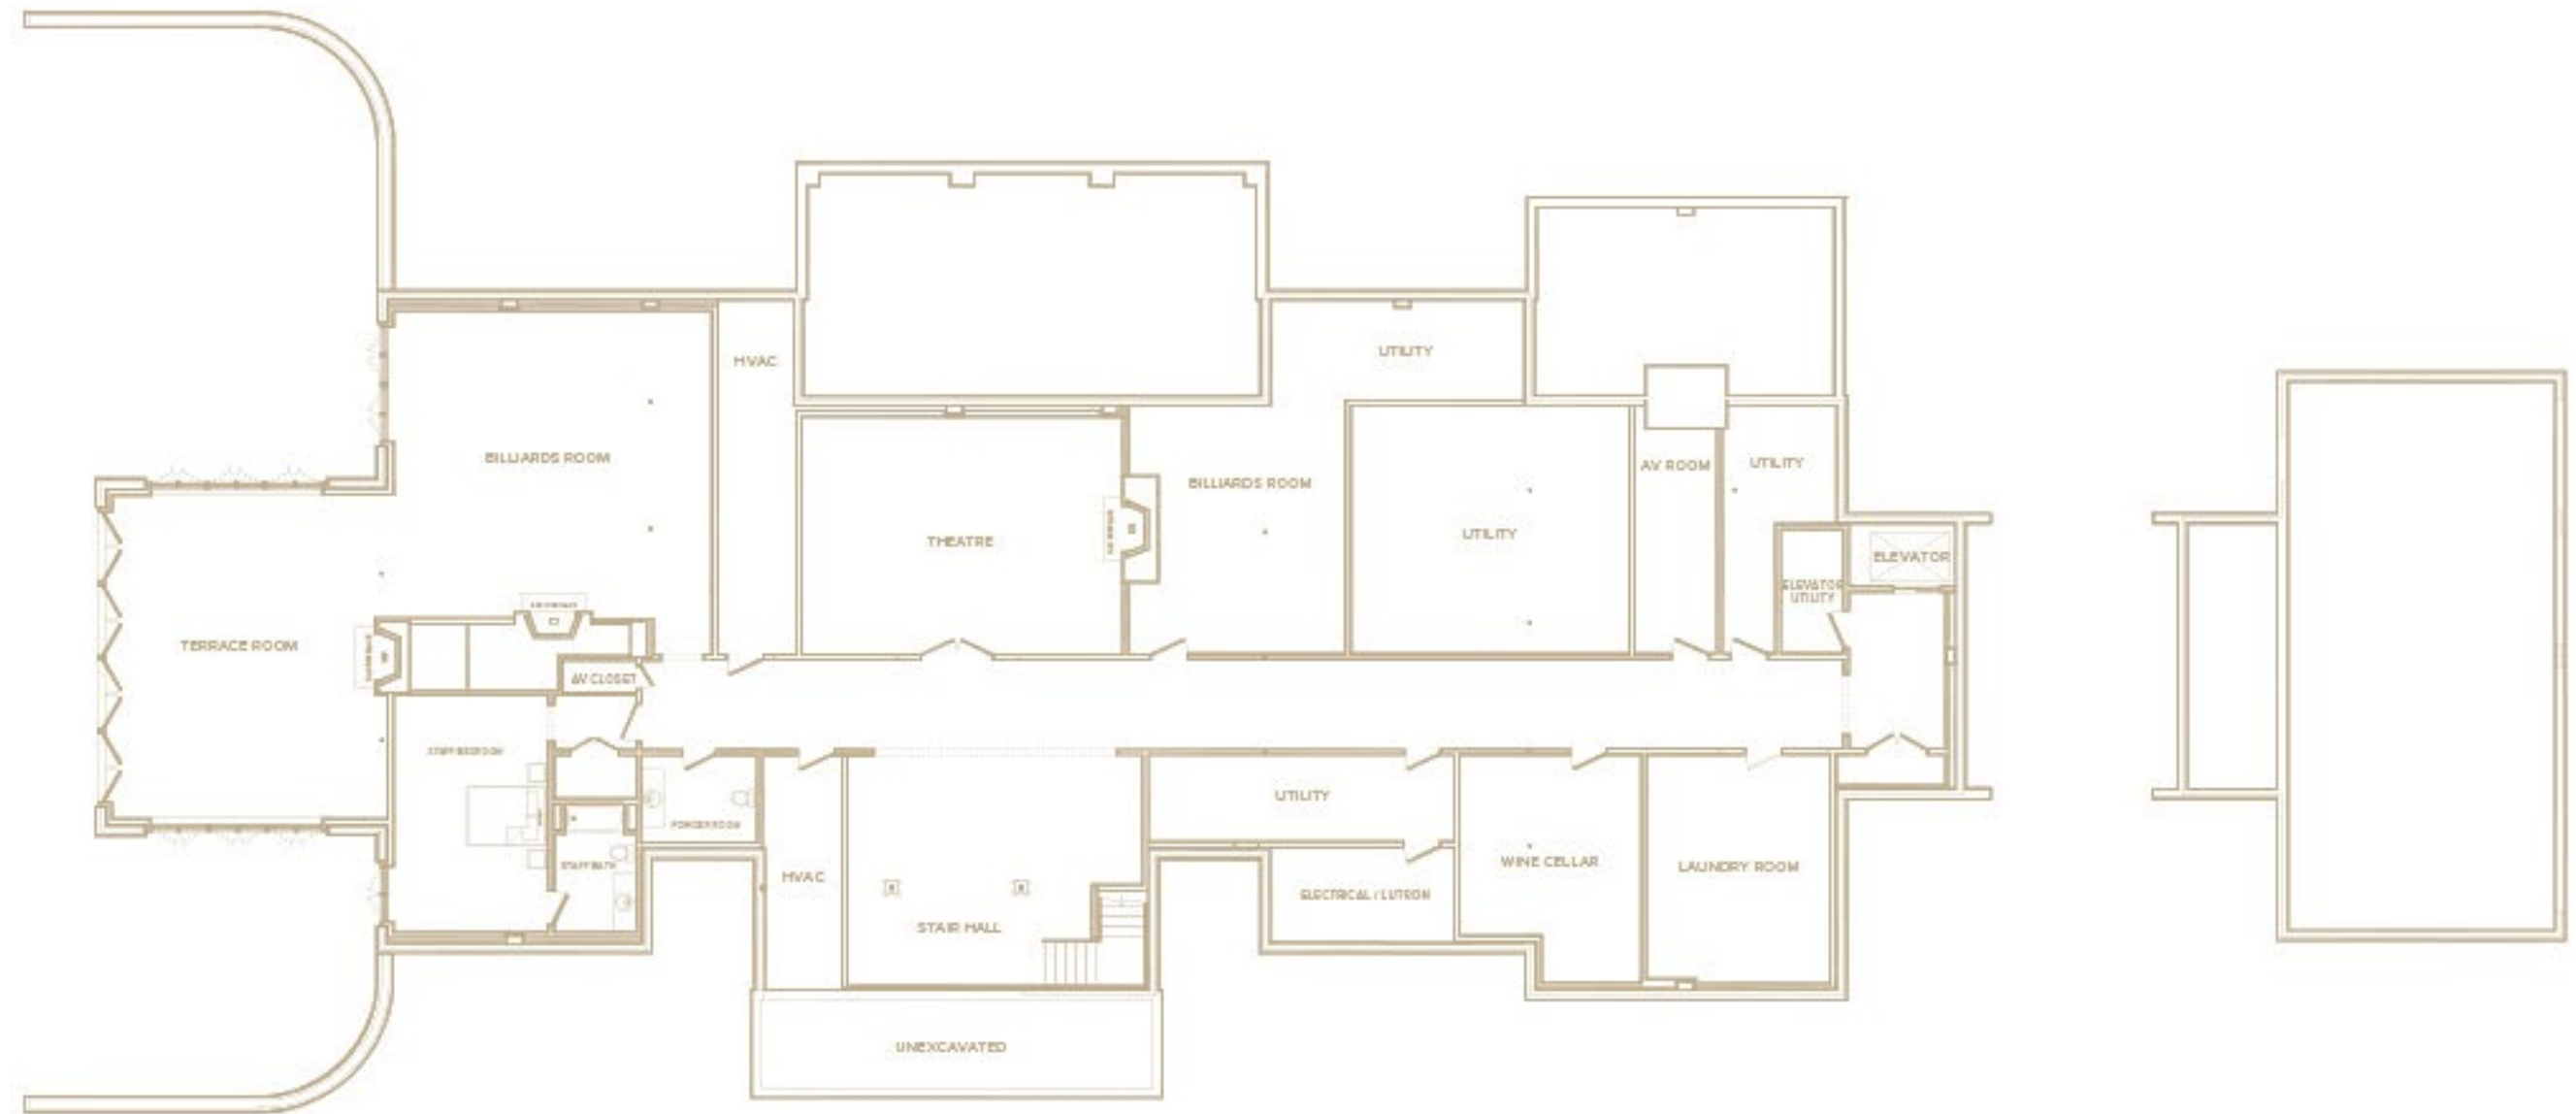 HVAC
UTILITY
BILLIARDS ROOM
AV ROOM
UTILITY
BILLIARDS ROOM
THEATRE
UTILITY
ELEVATOR
ELEVATOR
UTILITY
TERRACE ROOM
AV CLOSET
STAFF BEDROOM
UTILITY
POWDER ROOM
STAFF BATH
WINE CELLAR
LAUNDRY ROOM
HVAC
ELECTRICAL / LUTRON
STAIR HALL
UNEXCAVATED